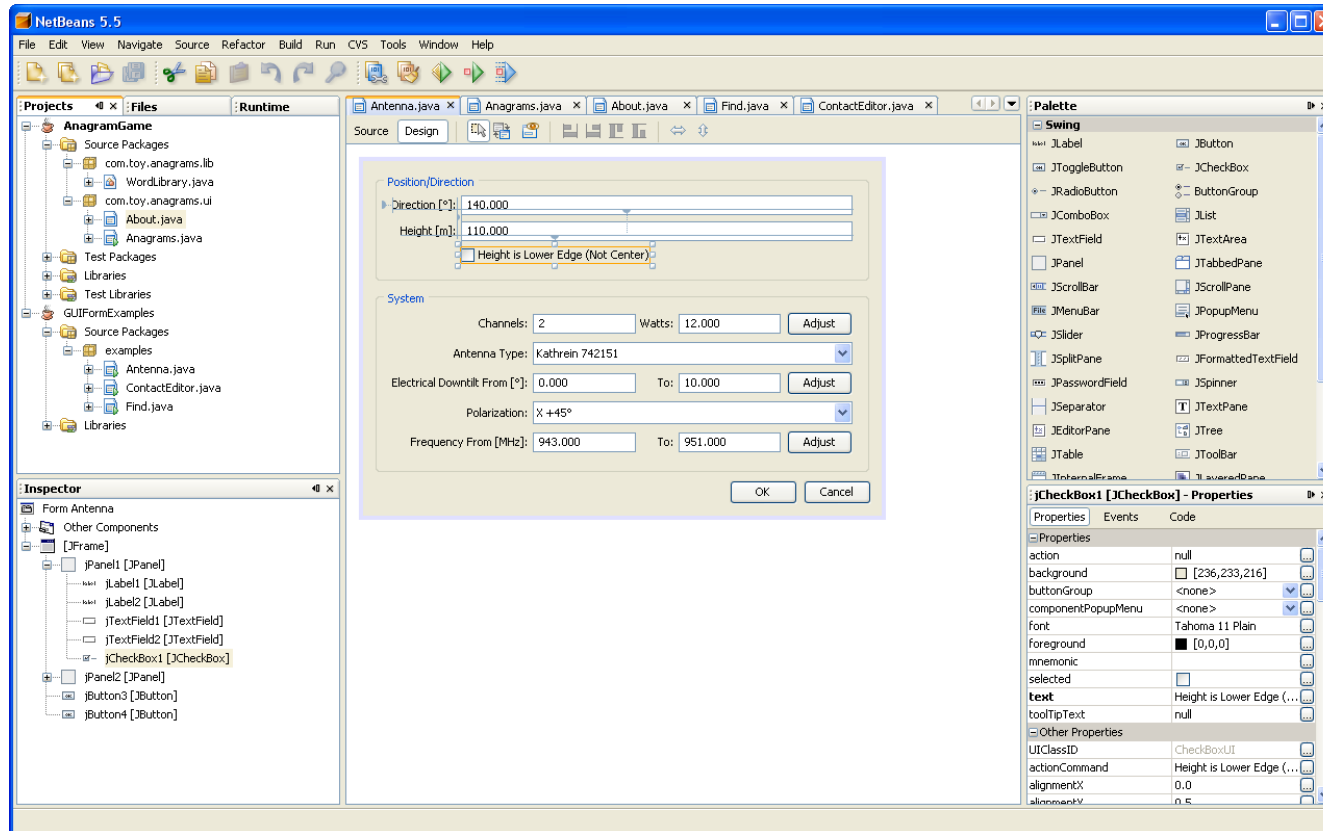 NetBeans 5.5
File Edit View Navigate Source Refactor Build Run CVS Tools Window Help
Projects Files Runtime
AnagramGame
Source Packages
com.toy.anagrams.lib
WordLibrary.java
com.toy.anagrams.ui
About.java
Anagrams.java
Test Packages
Libraries
Test Libraries
GUIFormExamples
Source Packages
examples
Antenna.java
ContactEditor.java
Find.java
Libraries
Inspector
Form Antenna
Other Components
[JFrame]
jPanel1 [JPanel]
jLabel1 [JLabel]
jLabel2 [JLabel]
jTextField1 [JTextField]
jTextField2 [JTextField]
jCheckBox1 [JCheckBox]
jPanel2 [JPanel]
jButton3 [JButton]
jButton4 [JButton]
Antenna.java Anagrams.java About.java Find.java ContactEditor.java
Source Design
Position/Direction
Direction [°]: 140.000
Height [m]: 110.000
Height is Lower Edge (Not Center)
System
Channels: 2 Watts: 12.000 Adjust
Antenna Type: Kathrein 742151
Electrical Downtilt From [°]: 0.000 To: 10.000 Adjust
Polarization: X +45°
Frequency From [MHz]: 943.000 To: 951.000 Adjust
OK Cancel
Palette
Swing
JLabel JButton
JToggleButton JCheckBox
JRadioButton ButtonGroup
JComboBox JList
JTextField JTextArea
JPanel JTabbedPane
JScrollBar JScrollPane
JMenuBar JPopupMenu
JSlider JProgressBar
JSplitPane JFormattedTextField
JPasswordField JSpinner
JSeparator JTextPane
JEditorPane JTree
JTable JToolBar
JInternalFrame JLayeredPane
jCheckBox1 [JCheckBox] - Properties
Properties Events Code
Properties
action null
background [236,233,216]
buttonGroup <none>
componentPopupMenu <none>
font Tahoma 11 Plain
foreground [0,0,0]
mnemonic
selected
text Height is Lower Edge (...
toolTipText null
Other Properties
UIClassID CheckBoxUI
actionCommand Height is Lower Edge (...
alignmentX 0.0
alignmentY 0.5